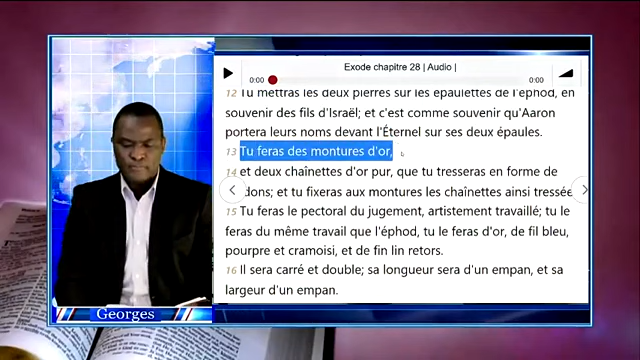 Exode chapitre 28 | Audio |
0:00
0:00
12 Tu mettras les deux pierres sur les épaulettes de l'éphod, en
souvenir des fils d'Israël; et c'est comme souvenir qu'Aaron
portera leurs noms devant l'Éternel sur ses deux épaules.
13 Tu feras des montures d'or,
14 et deux chaînettes d'or pur, que tu tresseras en forme de
dons; et tu fixeras aux montures les chaînettes ainsi tressée
15 Tu feras le pectoral du jugement, artistement travaillé; tu le
feras du même travail que l'éphod, tu le feras d'or, de fil bleu,
pourpre et cramoisi, et de fin lin retors.
16 Il sera carré et double; sa longueur sera d'un empan, et sa
largeur d'un empan.
Georges